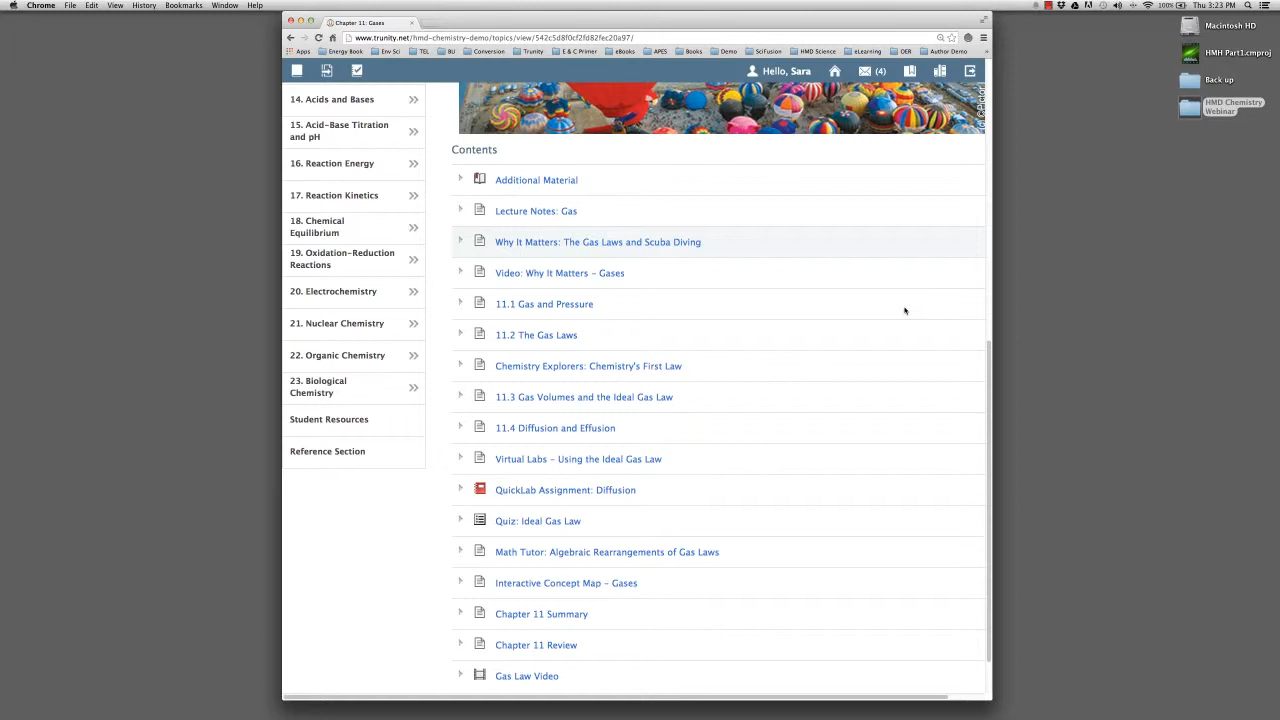 Chrome File Edit View History Bookmarks Window Help
100% Thu 3:23 PM
Chapter 11: Gases
www.trunity.net/hmd-chemistry-demo/topics/view/542c5d8f0cf2fd82fec20a97/
Apps Energy Book Env Sci TEL BU Conversion Trunity E & C Primer eBooks APES Books Demo SciFusion HMD Science eLearning OER Author Demo
Hello, Sara (4)
14. Acids and Bases
15. Acid-Base Titration
and pH
16. Reaction Energy
17. Reaction Kinetics
18. Chemical
Equilibrium
19. Oxidation-Reduction
Reactions
20. Electrochemistry
21. Nuclear Chemistry
22. Organic Chemistry
23. Biological
Chemistry
Student Resources
Reference Section
Contents
Additional Material
Lecture Notes: Gas
Why It Matters: The Gas Laws and Scuba Diving
Video: Why It Matters - Gases
11.1 Gas and Pressure
11.2 The Gas Laws
Chemistry Explorers: Chemistry's First Law
11.3 Gas Volumes and the Ideal Gas Law
11.4 Diffusion and Effusion
Virtual Labs - Using the Ideal Gas Law
QuickLab Assignment: Diffusion
Quiz: Ideal Gas Law
Math Tutor: Algebraic Rearrangements of Gas Laws
Interactive Concept Map - Gases
Chapter 11 Summary
Chapter 11 Review
Gas Law Video
Macintosh HD
HMH Part1.cmproj
Back up
HMD Chemistry
Webinar